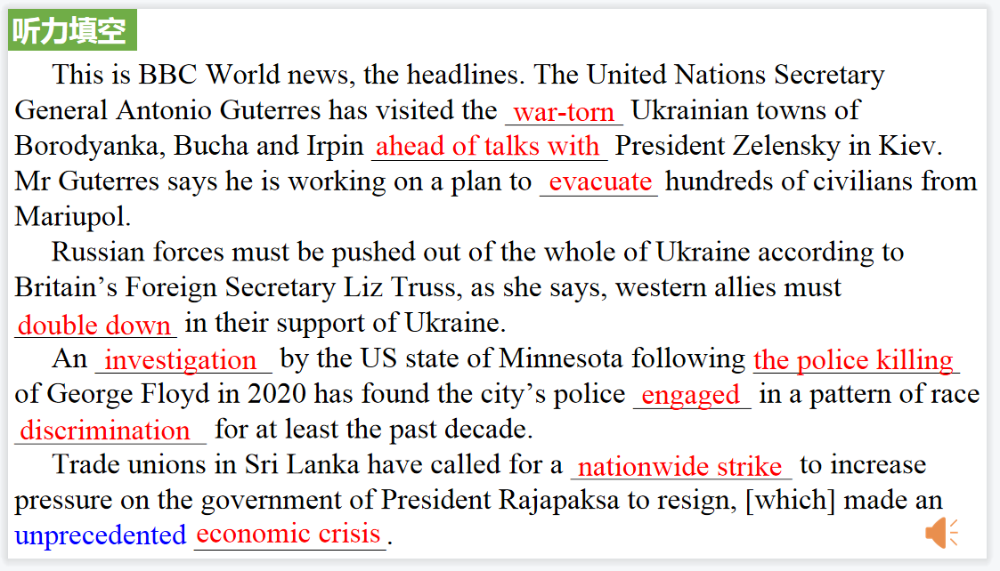 听力填空
This is BBC World news, the headlines. The United Nations Secretary
General Antonio Guterres has visited the war-torn Ukrainian towns of
Borodyanka, Bucha and Irpin ahead of talks with President Zelensky in Kiev.
Mr Guterres says he is working on a plan to evacuate hundreds of civilians from
Mariupol.
Russian forces must be pushed out of the whole of Ukraine according to
Britain’s Foreign Secretary Liz Truss, as she says, western allies must
double down in their support of Ukraine.
An investigation by the US state of Minnesota following the police killing
of George Floyd in 2020 has found the city’s police engaged in a pattern of race
discrimination for at least the past decade.
Trade unions in Sri Lanka have called for a nationwide strike to increase
pressure on the government of President Rajapaksa to resign, [which] made an
unprecedented economic crisis.